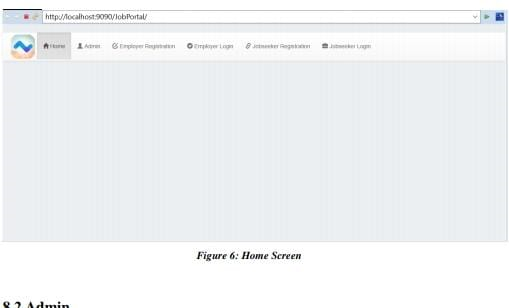 http://localhost:9090/JobPortal/
Home Admin Employer Registration Employer Login Jobseeker Registration Jobseeker Login
Figure 6: Home Screen
8.2 Admin